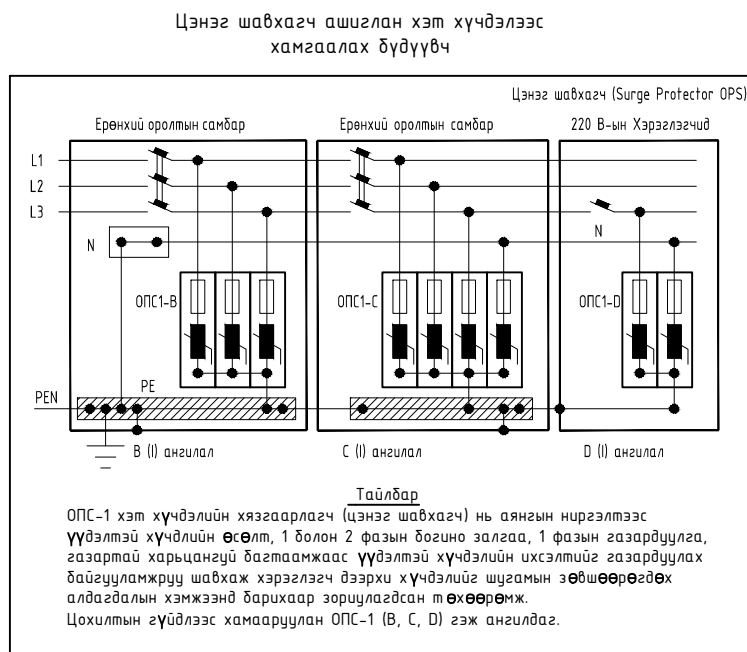 Цэнэг шавхагч ашиглан хэт хүчдэлээс
хамгаалах бүдүүвч
Цэнэг шавхагч (Surge Protector OPS)
Ерөнхий оролтын самбар
Ерөнхий оролтын самбар
220 В-ын Хэрэглэгчид
L1
L2
L3
N
N
ОПС1-В
ОПС1-С
ОПС1-D
PEN
PE
В (I) ангилал
С (I) ангилал
D (I) ангилал
Тайлбар
ОПС-1 хэт хүчдэлийн хязгаарлагч (цэнэг шавхагч) нь аянгын ниргэлтээс
үүдэлтэй хүчдлийн өсөлт, 1 болон 2 фазын богино залгаа, 1 фазын газардуулга,
газартай харьцангуй багтаамжаас үүдэлтэй хүчдэлийн ихсэлтийг газардуулах
байгууламжруу шавхаж хэрэглэгч дээрхи хүчдэлийг шугамын зөвшөөрөгдөх
алдагдалын хэмжээнд барихаар зориулагдсан төхөөрөмж.
Цохилтын гүйдлээс хамааруулан ОПС-1 (В, С, D) гэж ангилдаг.